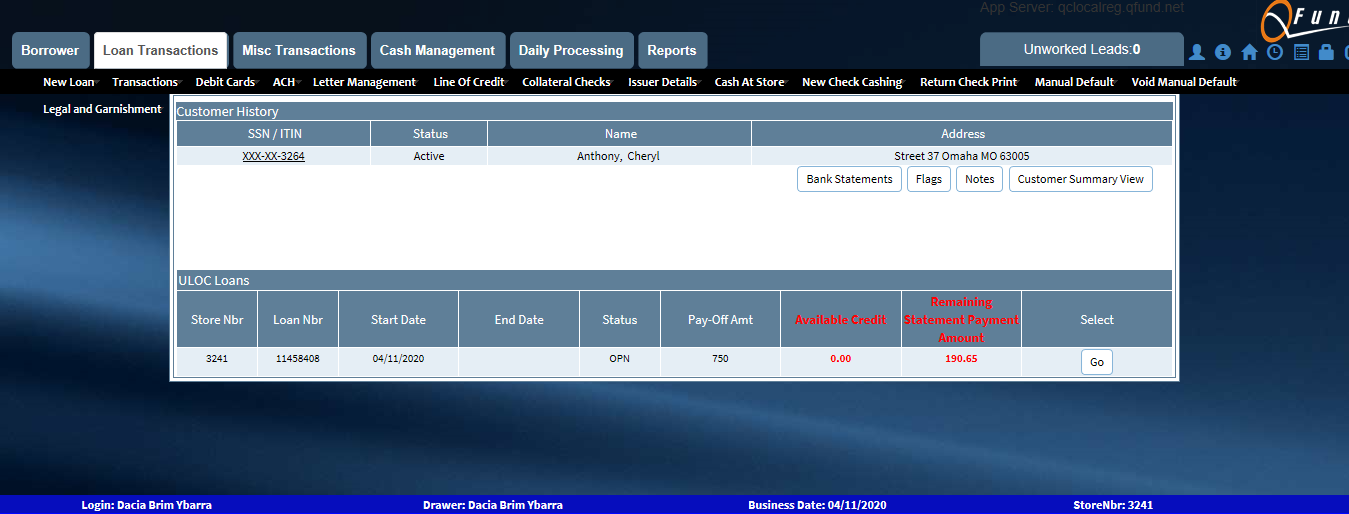 App Server: qclocalreg.qfund.net
QFun
Borrower Loan Transactions Misc Transactions Cash Management Daily Processing Reports Unworked Leads:0
New Loan Transactions Debit Cards ACH Letter Management Line Of Credit Collateral Checks Issuer Details Cash At Store New Check Cashing Return Check Print Manual Default Void Manual Default
Legal and Garnishment
Customer History
SSN / ITIN Status Name Address
XXX-XX-3264 Active Anthony, Cheryl Street 37 Omaha MO 63005
Bank Statements Flags Notes Customer Summary View
ULOC Loans
Store Nbr Loan Nbr Start Date End Date Status Pay-Off Amt Available Credit Remaining
Statement Payment
Amount
Select
3241 11458408 04/11/2020 OPN 750 0.00 190.65 Go
Login: Dacia Brim Ybarra Drawer: Dacia Brim Ybarra Business Date: 04/11/2020 StoreNbr: 3241